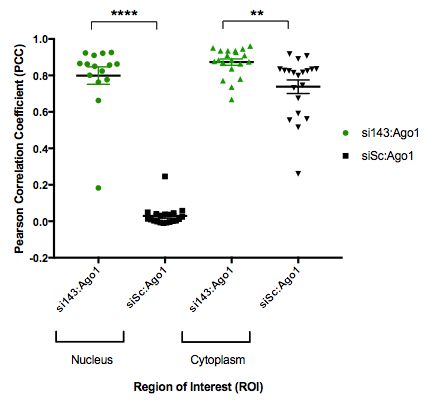 ****
**
Pearson Correlation Coefficient (PCC)
1.0
0.8
0.6
0.4
0.2
0.0
-0.2
si143:Ago1
siSc:Ago1
si143:Ago1
siSc:Ago1
Nucleus
Cytoplasm
Region of Interest (ROI)
si143:Ago1
siSc:Ago1